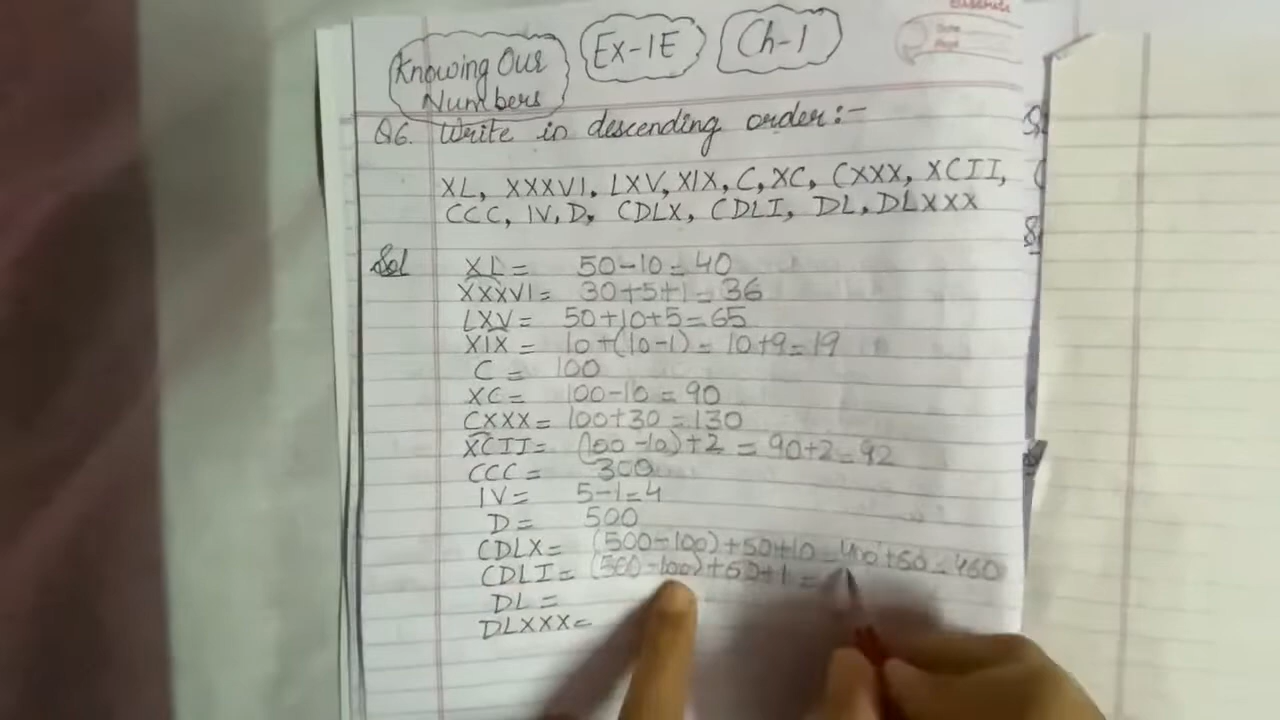 Knowing Our
Numbers
Ex-1E
Ch-1
Q6. Write in descending order:-
XL, XXXVI, LXV, XIX, C, XC, CXXX, XCII,
CCC, IV, D, CDLX, CDLI, DL, DLXXX
Sol XL = 50-10=40
XXXVI = 30+5+1=36
LXV = 50+10+5=65
XIX = 10+(10-1)=10+9=19
C = 100
XC = 100-10=90
CXXX = 100+30=130
XCII = (100-10)+2=90+2=92
CCC = 300
IV = 5-1=4
D = 500
CDLX = (500-100)+50+10=400+60=460
CDLI = (500-100)+50+1=
DL =
DLXXX =